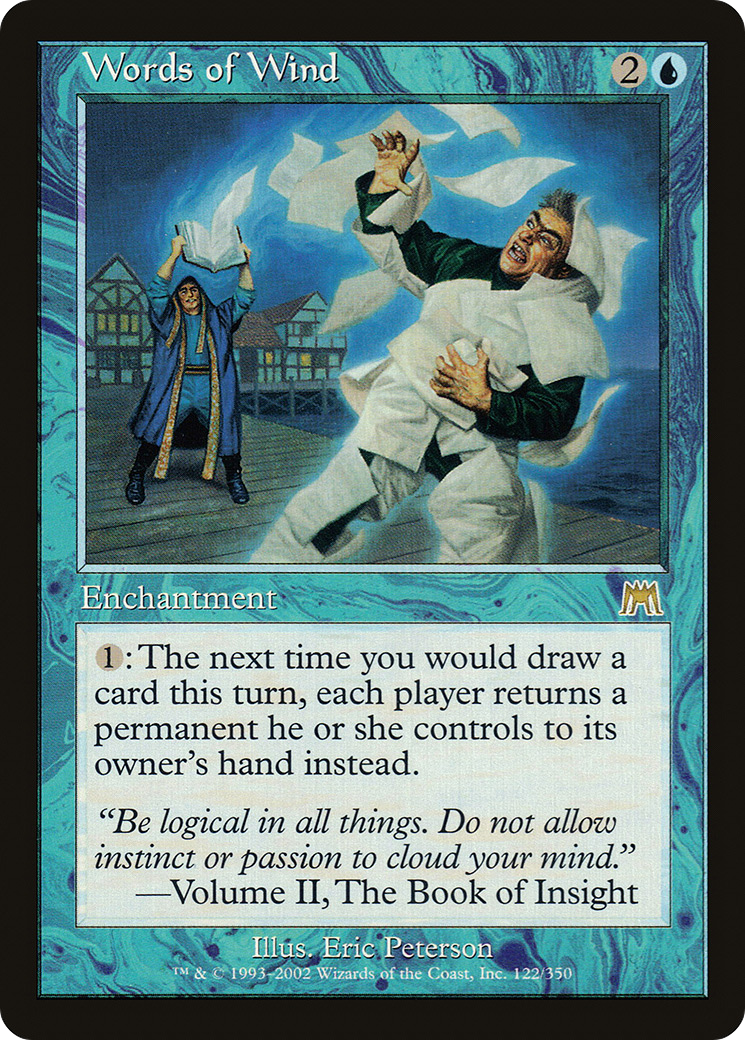 Words of Wind
2
Enchantment
1: The next time you would draw a
card this turn, each player returns a
permanent he or she controls to its
owner's hand instead.
“Be logical in all things. Do not allow
instinct or passion to cloud your mind.”
—Volume II, The Book of Insight
Illus. Eric Peterson
™ & © 1993–2002 Wizards of the Coast, Inc. 122/350